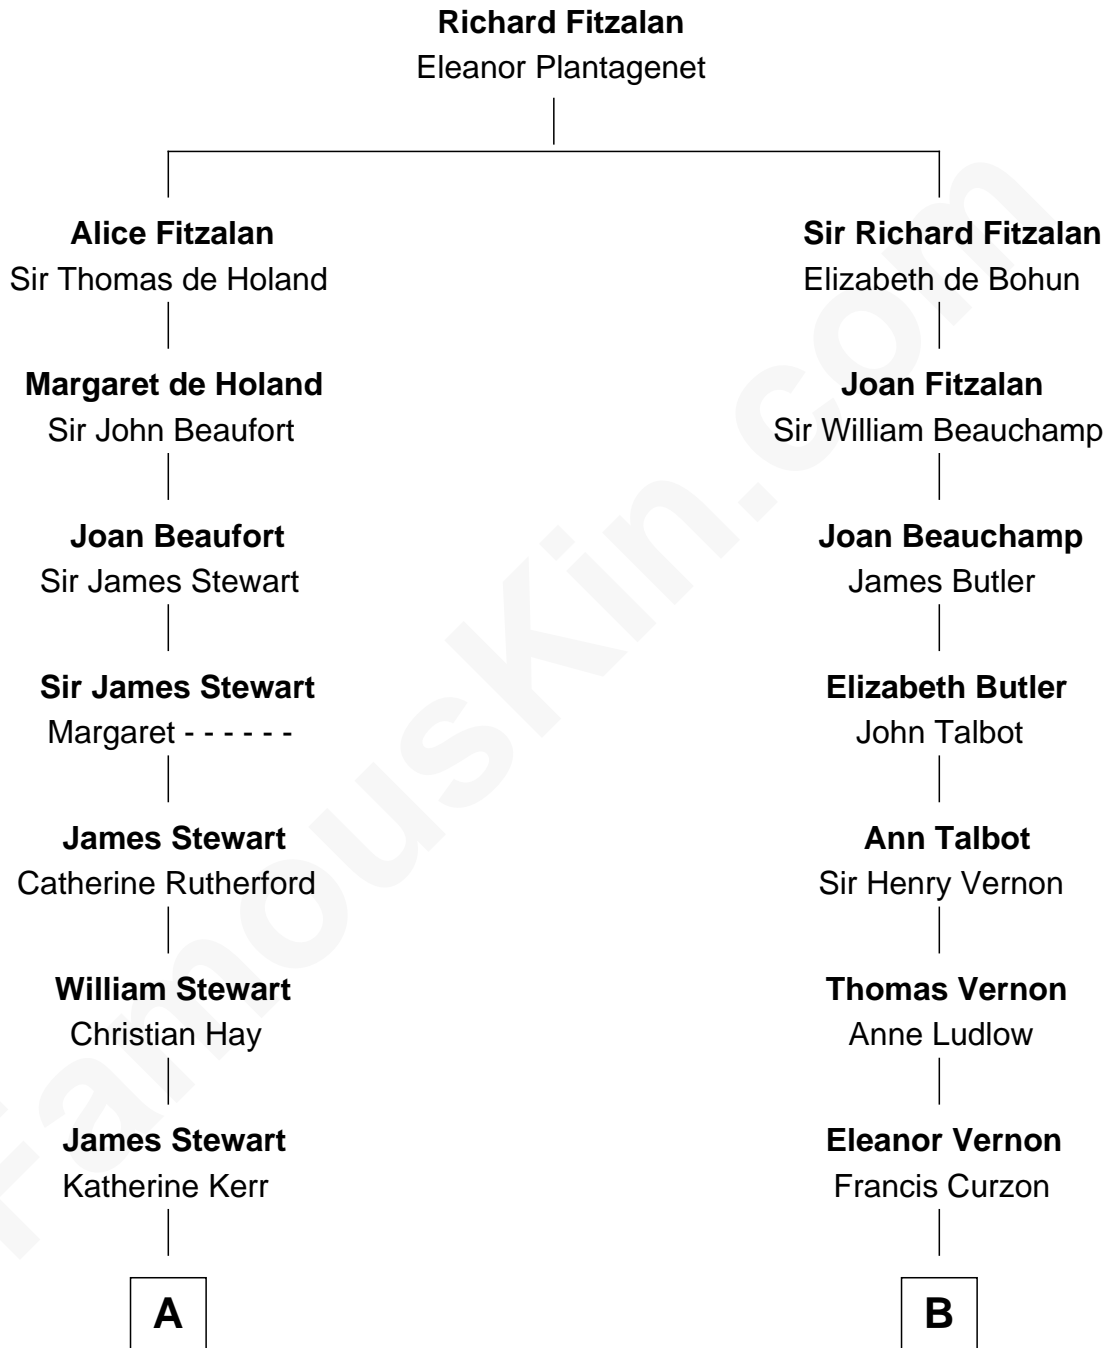 Richard Fitzalan
Eleanor Plantagenet
Alice Fitzalan
Sir Thomas de Holand
Sir Richard Fitzalan
Elizabeth de Bohun
Margaret de Holand
Sir John Beaufort
Joan Fitzalan
Sir William Beauchamp
Joan Beaufort
Sir James Stewart
Joan Beauchamp
James Butler
Sir James Stewart
Margaret - - - - - -
Elizabeth Butler
John Talbot
James Stewart
Catherine Rutherford
Ann Talbot
Sir Henry Vernon
William Stewart
Christian Hay
Thomas Vernon
Anne Ludlow
James Stewart
Katherine Kerr
Eleanor Vernon
Francis Curzon
A
B
FamousKin.com